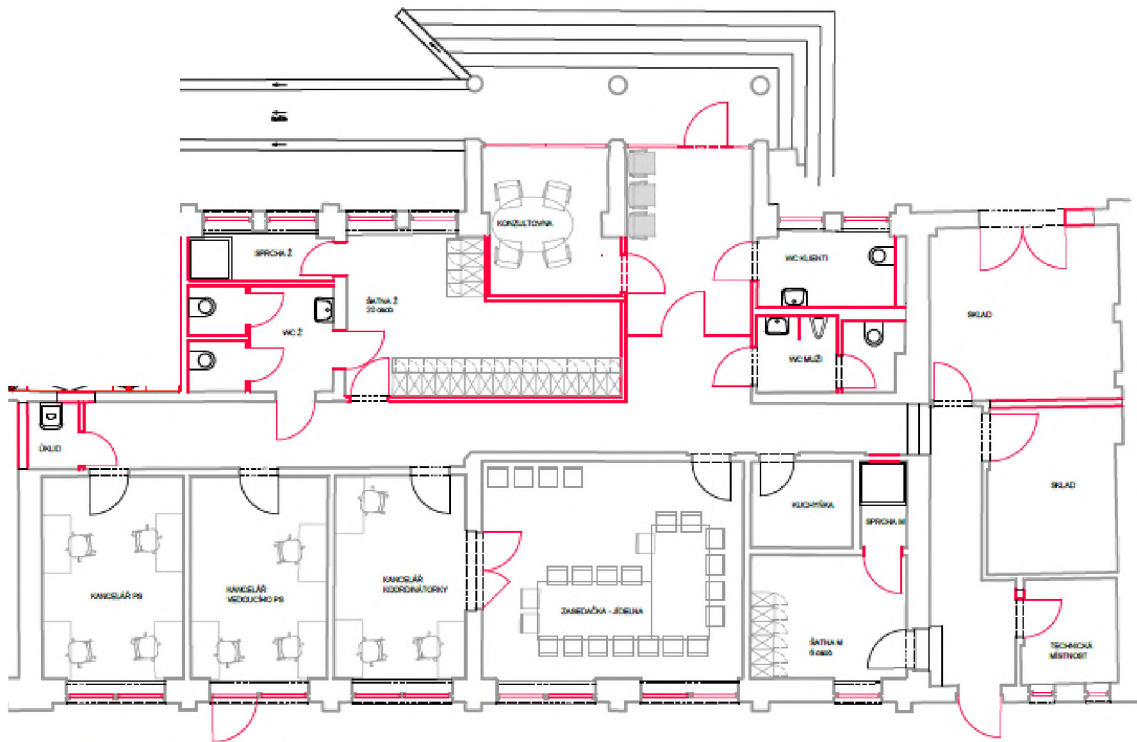 KONZULTOVNA
SPRCHA Ž
WC KLIENTI
ŠATNA Ž
20 osob
SKLAD
WC Ž
WC MUŽI
ÚKLID
KUCHYŇKA
SKLAD
SPRCHA M
KANCELÁŘ PS
KANCELÁŘ
VEDOUCÍHO PS
KANCELÁŘ
KOORDINÁTORKY
ZASEDAČKA - JÍDELNA
ŠATNA M
6 osob
TECHNICKÁ
MÍSTNOST